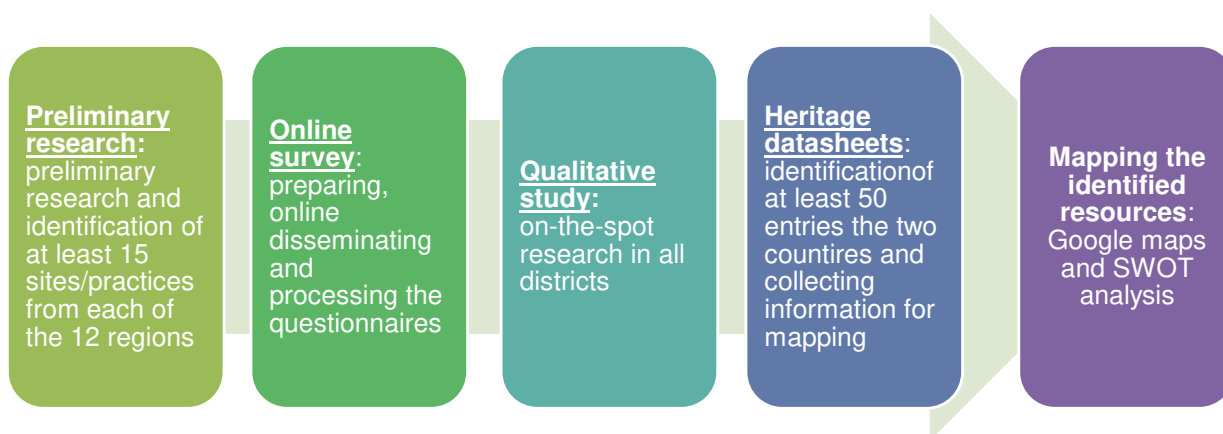 Preliminary
research:
preliminary
research and
identification of
at least 15
sites/practices
from each of
the 12 regions
Online
survey:
preparing,
online
disseminating
and
processing the
questionnaires
Qualitative
study:
on-the-spot
research in all
districts
Heritage
datasheets:
identificationof
at least 50
entries the two
countires and
collecting
information for
mapping
Mapping the
identified
resources:
Google maps
and SWOT
analysis